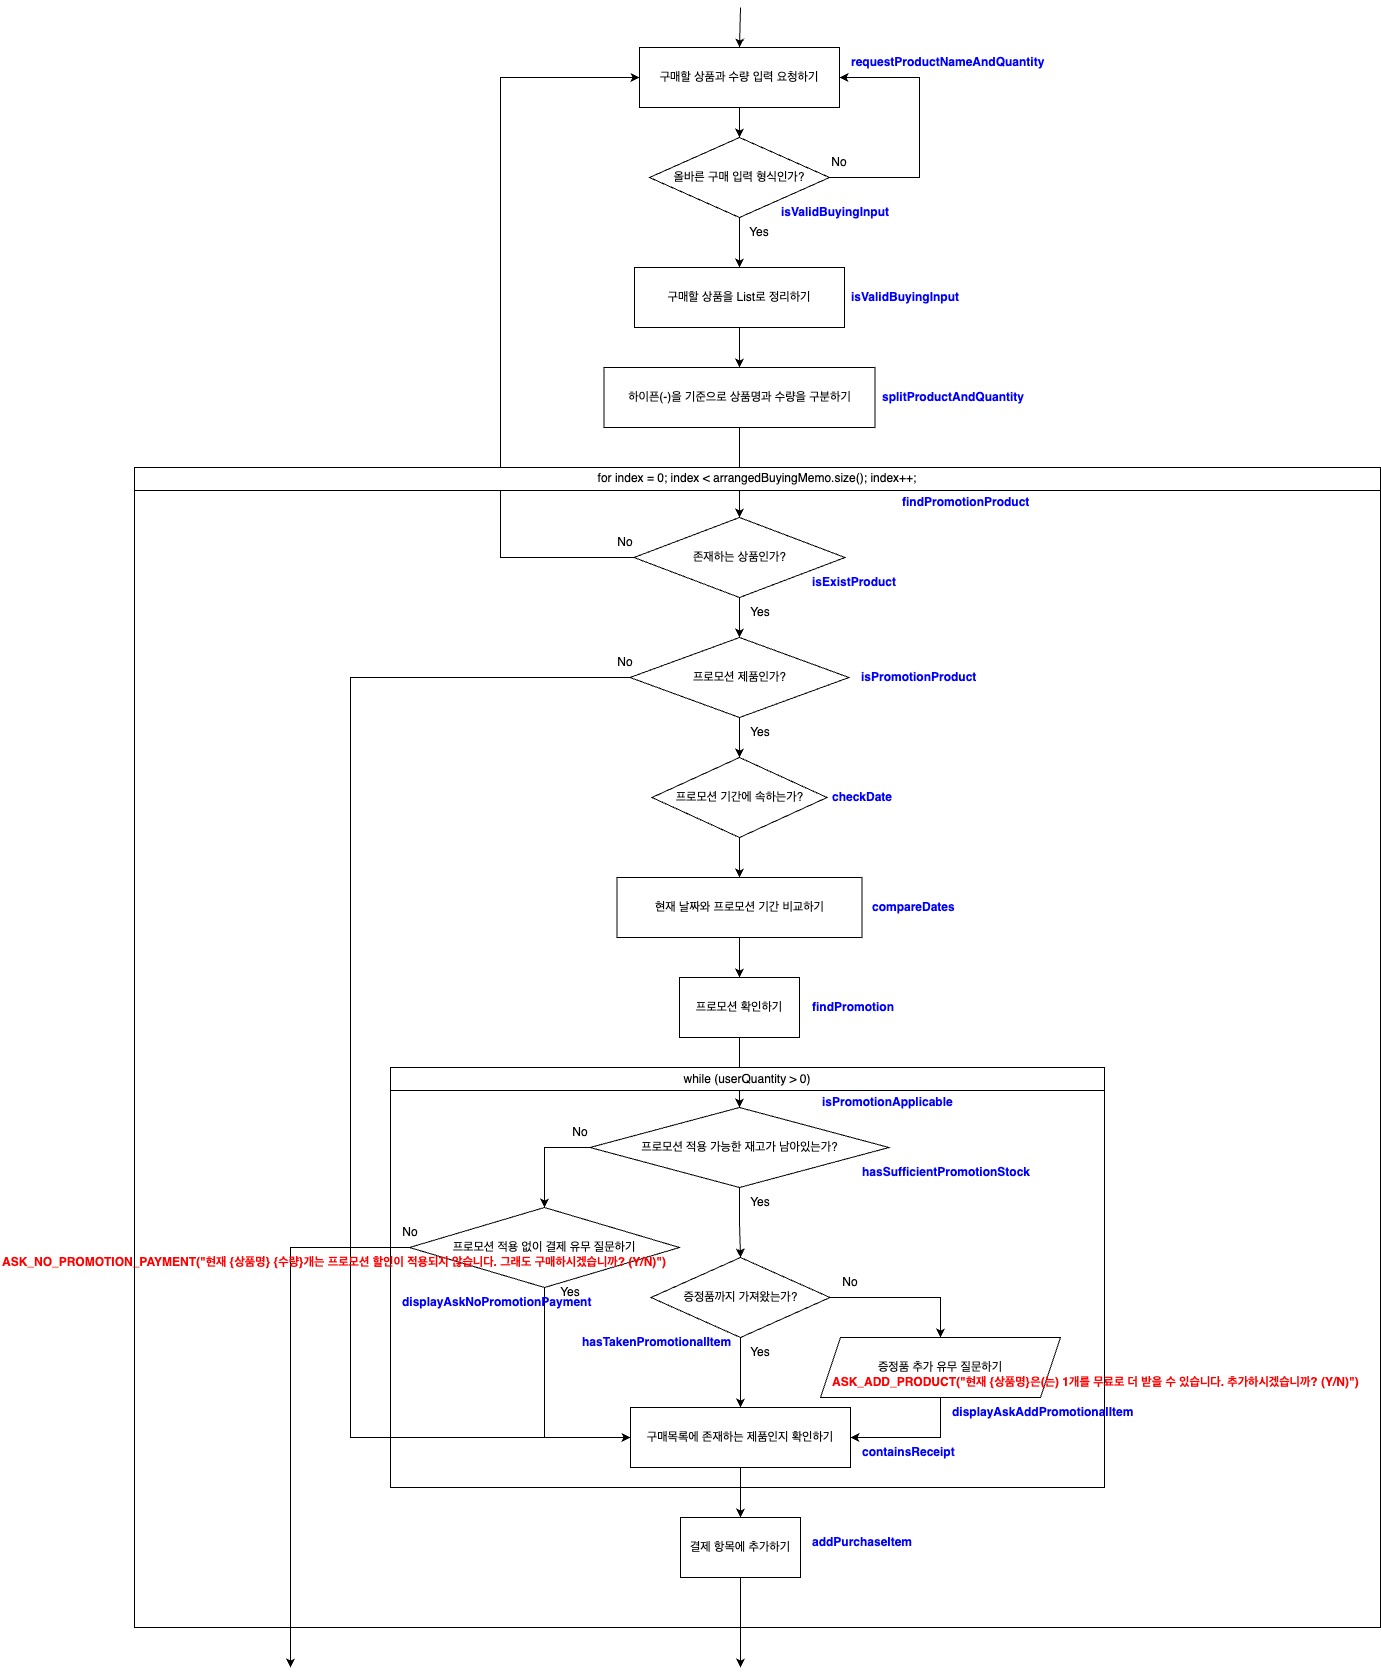 requestProductNameAndQuantity
구매할 상품과 수량 입력 요청하기
No
올바른 구매 입력 형식인가?
isValidBuyingInput
Yes
구매할 상품을 List로 정리하기
isValidBuyingInput
하이픈(-)을 기준으로 상품명과 수량을 구분하기
splitProductAndQuantity
for index = 0; index < arrangedBuyingMemo.size(); index++;
findPromotionProduct
No
존재하는 상품인가?
isExistProduct
Yes
No
프로모션 제품인가?
isPromotionProduct
Yes
프로모션 기간에 속하는가?
checkDate
현재 날짜와 프로모션 기간 비교하기
compareDates
프로모션 확인하기
findPromotion
while (userQuantity > 0)
isPromotionApplicable
No
프로모션 적용 가능한 재고가 남아있는가?
hasSufficientPromotionStock
Yes
No
프로모션 적용 없이 결제 유무 질문하기
ASK_NO_PROMOTION_PAYMENT("현재 {상품명} {수량}개는 프로모션 할인이 적용되지 않습니다. 그래도 구매하시겠습니까? (Y/N)")
Yes
displayAskNoPromotionPayment
No
증정품까지 가져왔는가?
hasTakenPromotionalItem
Yes
증정품 추가 유무 질문하기
ASK_ADD_PRODUCT("현재 {상품명}은(는) 1개를 무료로 더 받을 수 있습니다. 추가하시겠습니까? (Y/N)")
displayAskAddPromotionalItem
구매목록에 존재하는 제품인지 확인하기
containsReceipt
결제 항목에 추가하기
addPurchaseItem